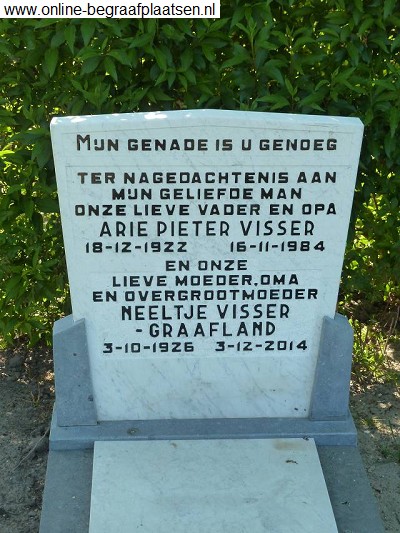 www.online-begraafplaatsen.nl
MIJN GENADE IS U GENOEG
TER NAGEDACHTENIS AAN
MIJN GELIEFDE MAN
ONZE LIEVE VADER EN OPA
ARIE PIETER VISSER
18-12-1922 16-11-1984
EN ONZE
LIEVE MOEDER, OMA
EN OVERGROOTMOEDER
NEELTJE VISSER
-GRAAFLAND
3-10-1926 3-12-2014